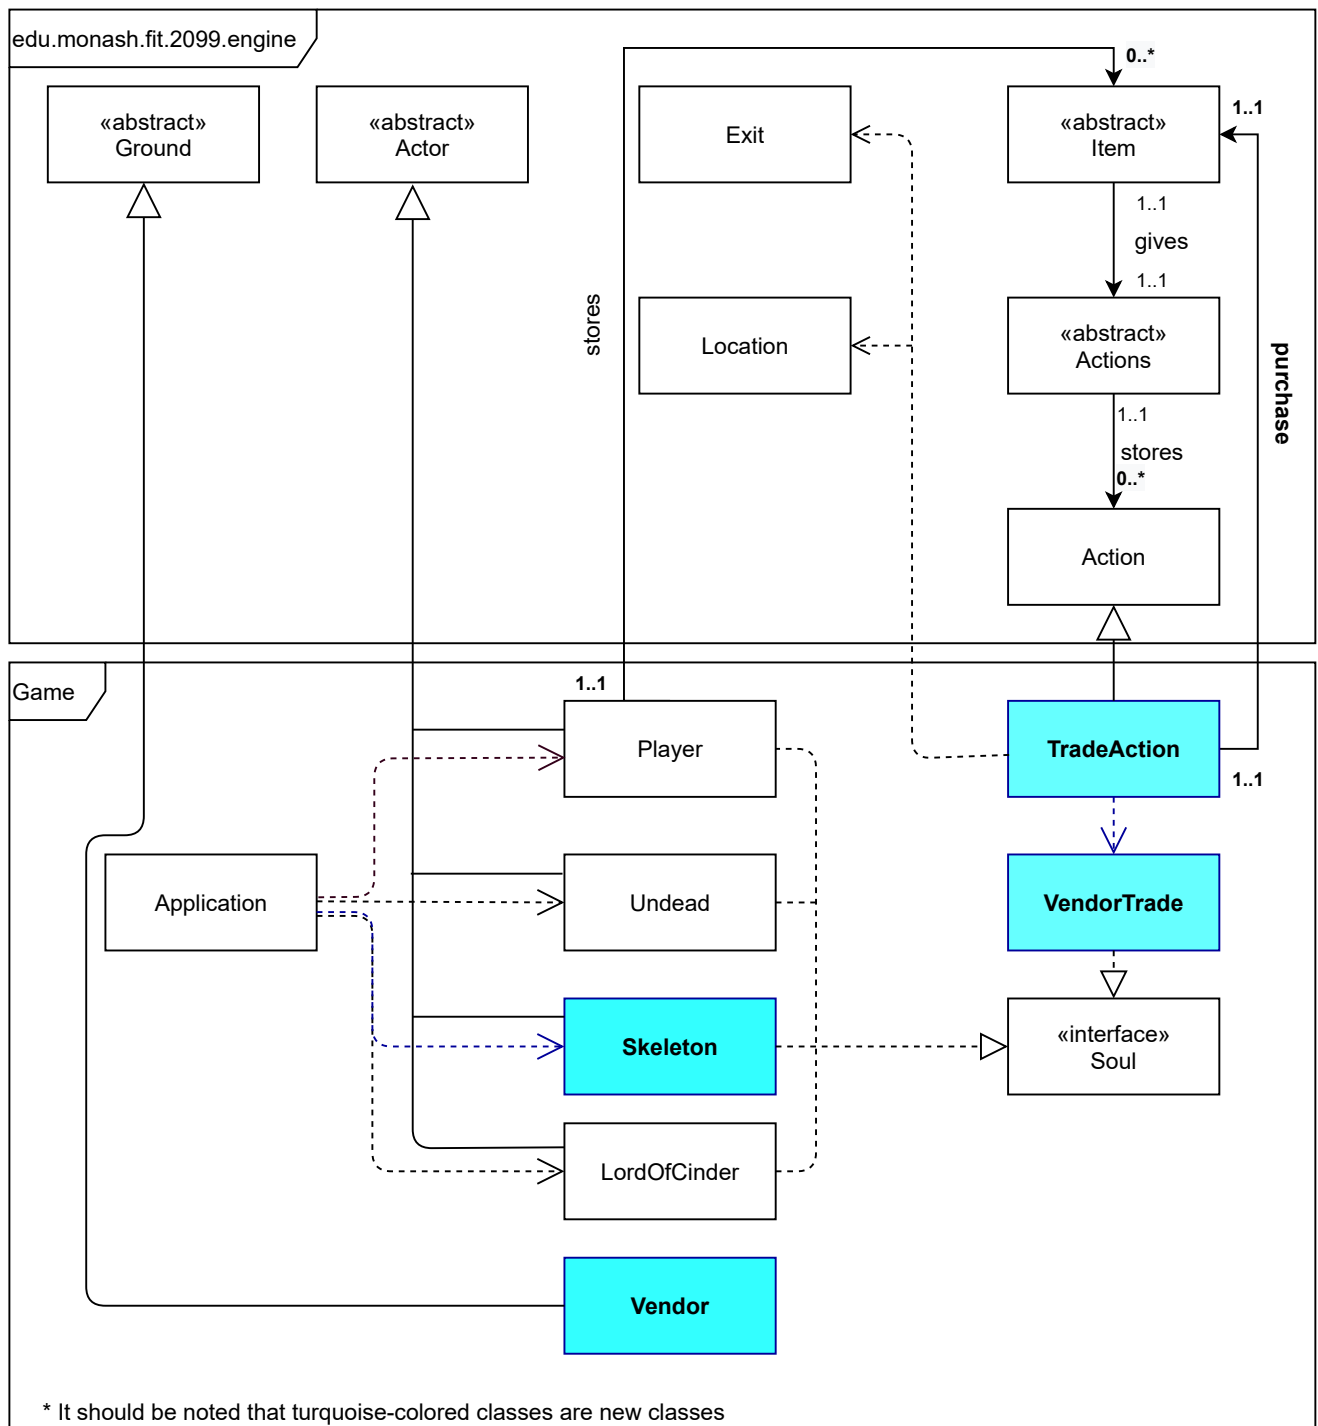 edu.monash.fit.2099.engine
0..*
1..1
«abstract»
Ground
«abstract»
Actor
Exit
«abstract»
Item
1..1
gives
1..1
stores
Location
«abstract»
Actions
purchase
1..1
stores
0..*
Action
Game
1..1
Player
TradeAction
1..1
Application
Undead
VendorTrade
Skeleton
«interface»
Soul
LordOfCinder
Vendor
* It should be noted that turquoise-colored classes are new classes